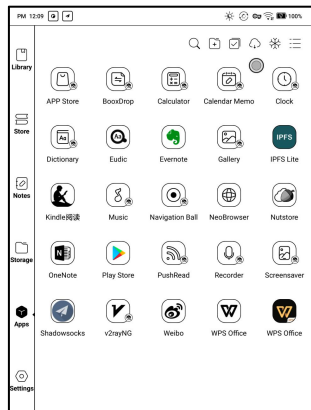 PM 12:09
100%
Library
Store
Notes
Storage
Apps
Settings
APP Store
BooxDrop
Calculator
Calendar Memo
Clock
Aa
Dictionary
Aa
Eudic
Evernote
Gallery
IPFS
IPFS Lite
Kindle阅读
Music
Navigation Ball
NeoBrowser
Nutstore
N
OneNote
Play Store
PushRead
Recorder
Screensaver
Shadowsocks
V
v2rayNG
Weibo
W
WPS Office
W
WPS Office